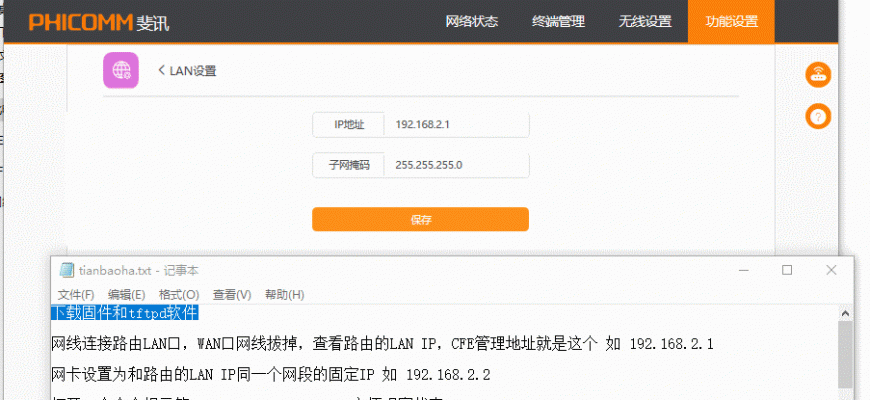 PHICOMM 斐讯
网络状态 终端管理 无线设置 功能设置
LAN设置
IP地址 192.168.2.1
子网掩码 255.255.255.0
保存
tianbaoha.txt - 记事本
文件(F) 编辑(E) 格式(O) 查看(V) 帮助(H)
下载固件和tftpd软件
网线连接路由LAN口，WAN口网线拔掉，查看路由的LAN IP，CFE管理地址就是这个 如 192.168.2.1
网卡设置为和路由的LAN IP同一个网段的固定IP 如 192.168.2.2